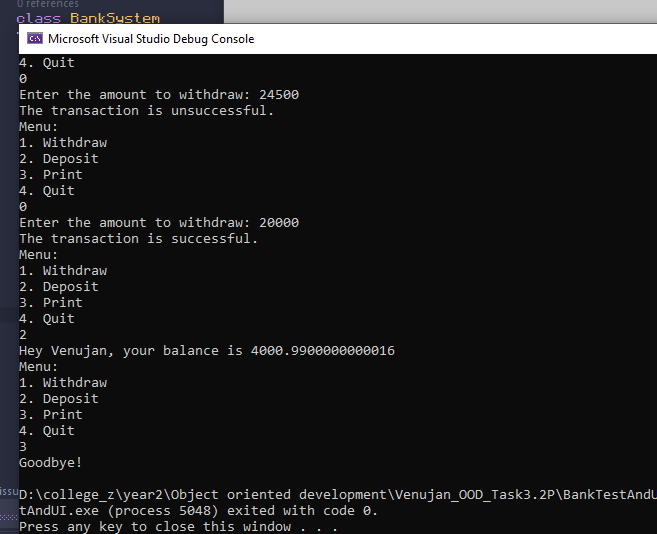 0 references
class BankSystem
Microsoft Visual Studio Debug Console
4. Quit
0
Enter the amount to withdraw: 24500
The transaction is unsuccessful.
Menu:
1. Withdraw
2. Deposit
3. Print
4. Quit
0
Enter the amount to withdraw: 20000
The transaction is successful.
Menu:
1. Withdraw
2. Deposit
3. Print
4. Quit
2
Hey Venujan, your balance is 4000.9900000000016
Menu:
1. Withdraw
2. Deposit
3. Print
4. Quit
3
Goodbye!
issu
D:\college_z\year2\Object oriented development\Venujan_OOD_Task3.2P\BankTestAndU
tAndUI.exe (process 5048) exited with code 0.
Press any key to close this window . . .